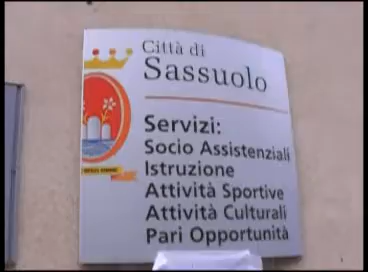 Città di
Sassuolo
Servizi:
Socio Assistenziali
Istruzione
Attività Sportive
Attività Culturali
Pari Opportunità